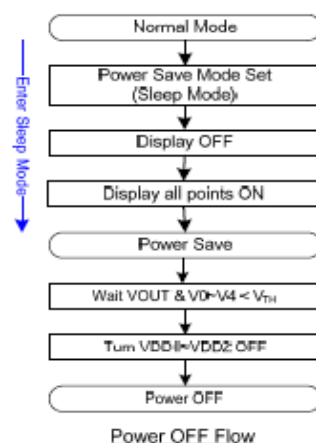 Normal Mode
Power Save Mode Set
(Sleep Mode)
Display OFF
Display all points ON
Enter Sleep Mode
Power Save
Wait VOUT & V0~V4 < VTH
Turn VDD1~VDD2 OFF
Power OFF
Power OFF Flow